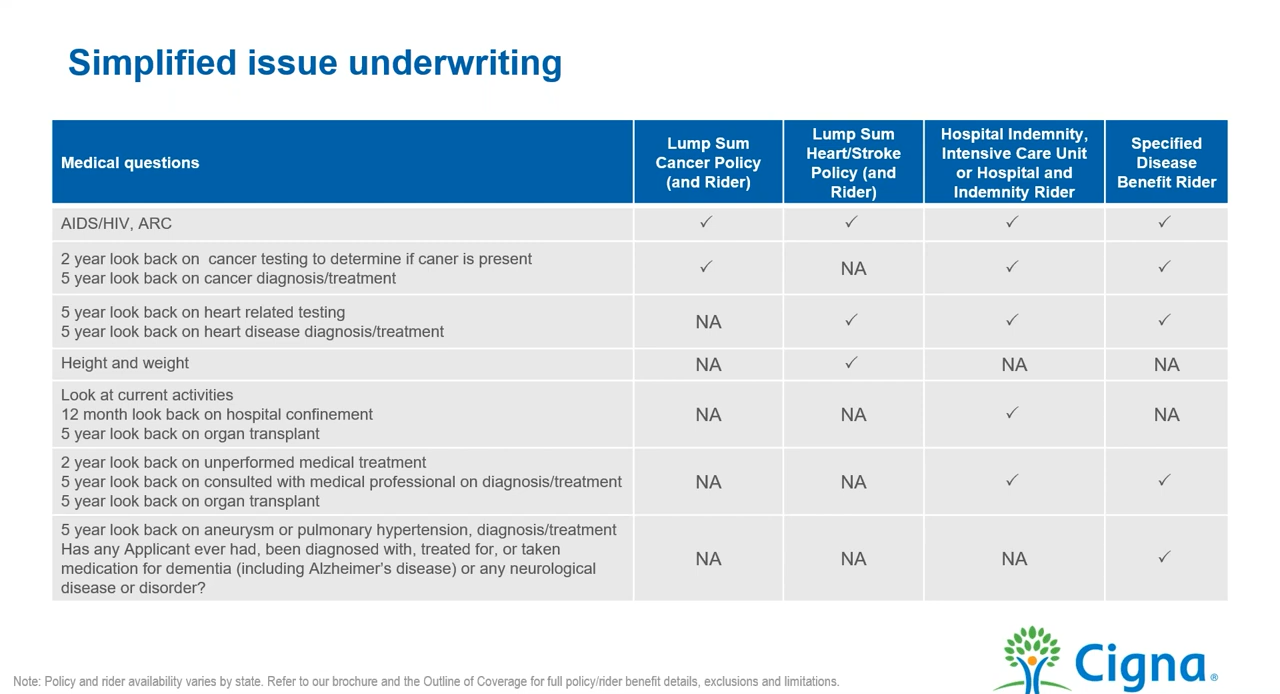 Simplified issue underwriting
Medical questions
Lump Sum
Cancer Policy
(and Rider)
Lump Sum
Heart/Stroke
Policy (and
Rider)
Hospital Indemnity,
Intensive Care Unit
or Hospital and
Indemnity Rider
Specified
Disease
Benefit Rider
AIDS/HIV, ARC
✓ ✓ ✓ ✓
2 year look back on  cancer testing to determine if caner is present
5 year look back on cancer diagnosis/treatment
✓ NA ✓ ✓
5 year look back on heart related testing
5 year look back on heart disease diagnosis/treatment
NA ✓ ✓ ✓
Height and weight
NA ✓ NA NA
Look at current activities
12 month look back on hospital confinement
5 year look back on organ transplant
NA NA ✓ NA
2 year look back on unperformed medical treatment
5 year look back on consulted with medical professional on diagnosis/treatment
5 year look back on organ transplant
NA NA ✓ ✓
5 year look back on aneurysm or pulmonary hypertension, diagnosis/treatment
Has any Applicant ever had, been diagnosed with, treated for, or taken
medication for dementia (including Alzheimer's disease) or any neurological
disease or disorder?
NA NA NA ✓
Cigna®
Note: Policy and rider availability varies by state. Refer to our brochure and the Outline of Coverage for full policy/rider benefit details, exclusions and limitations.